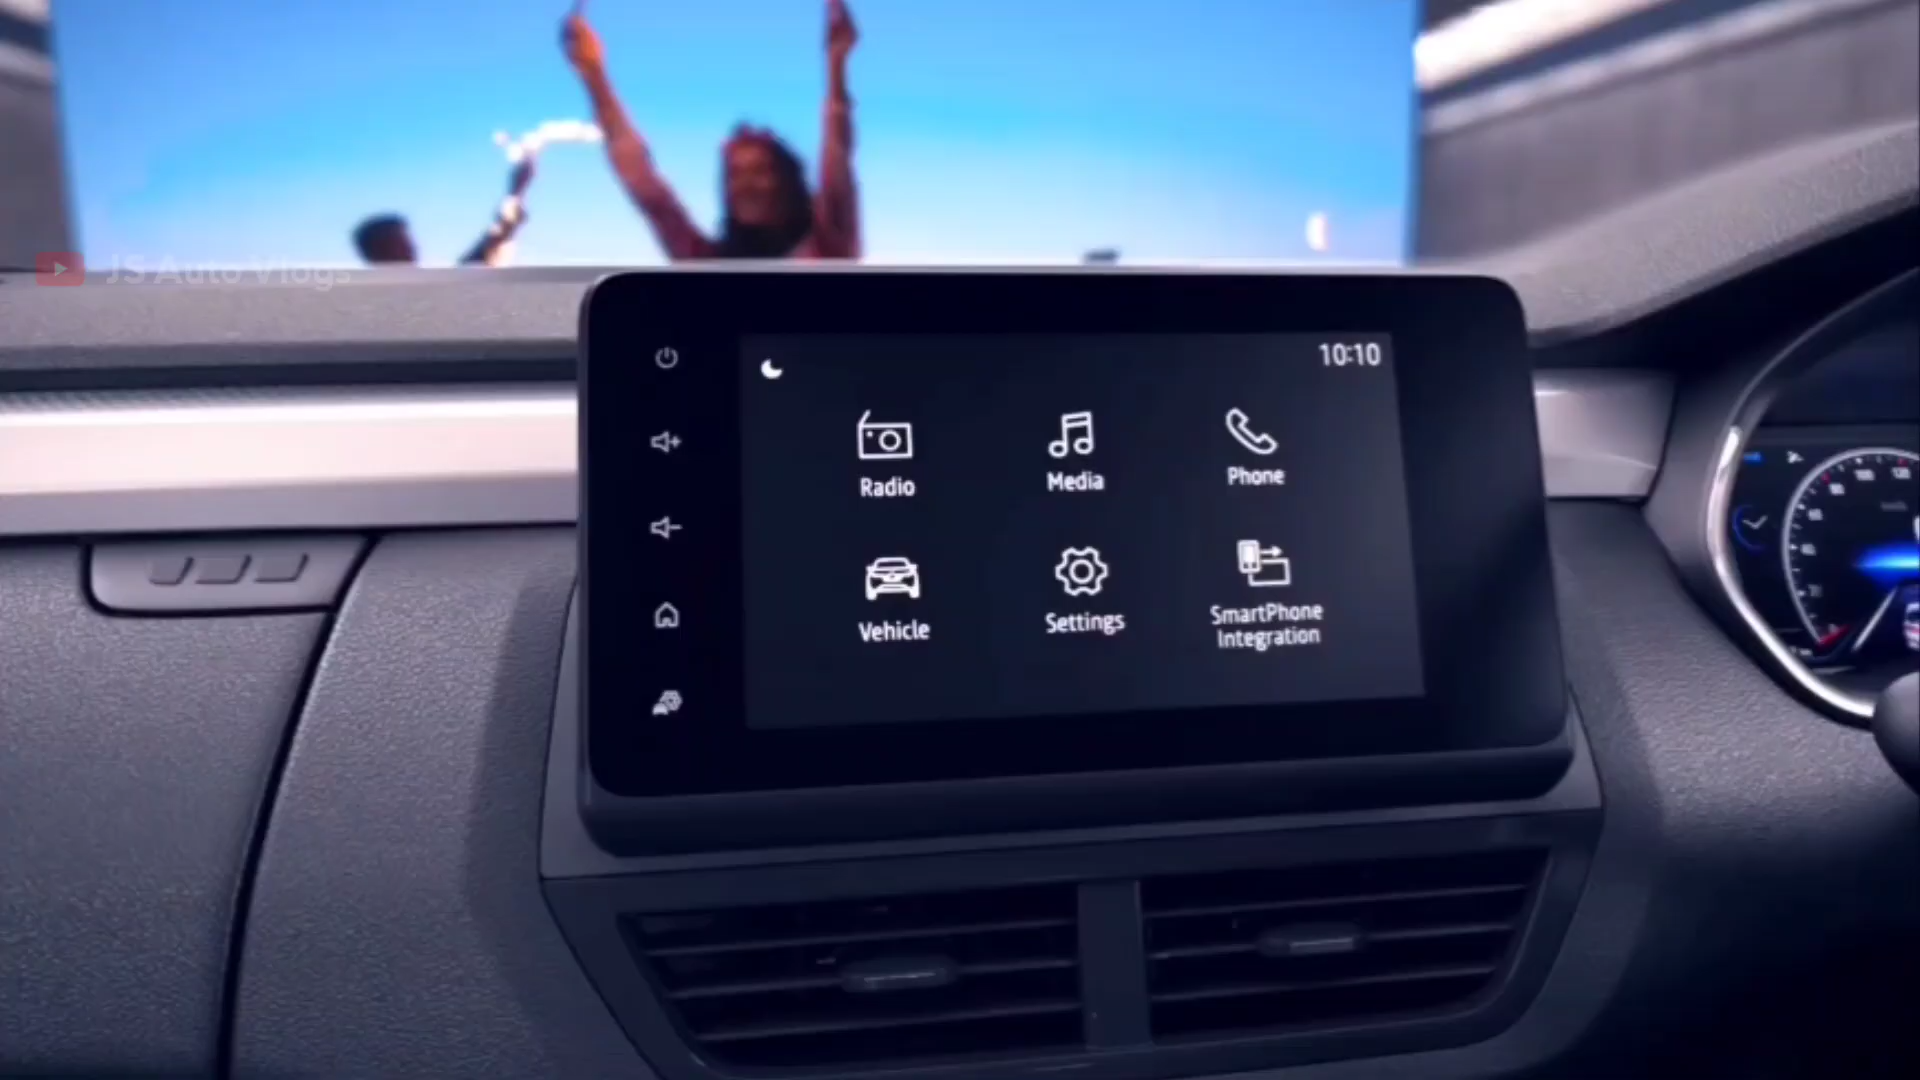 JS Auto Vlogs
10:10
Radio
Media
Phone
Vehicle
Settings
SmartPhone
Integration